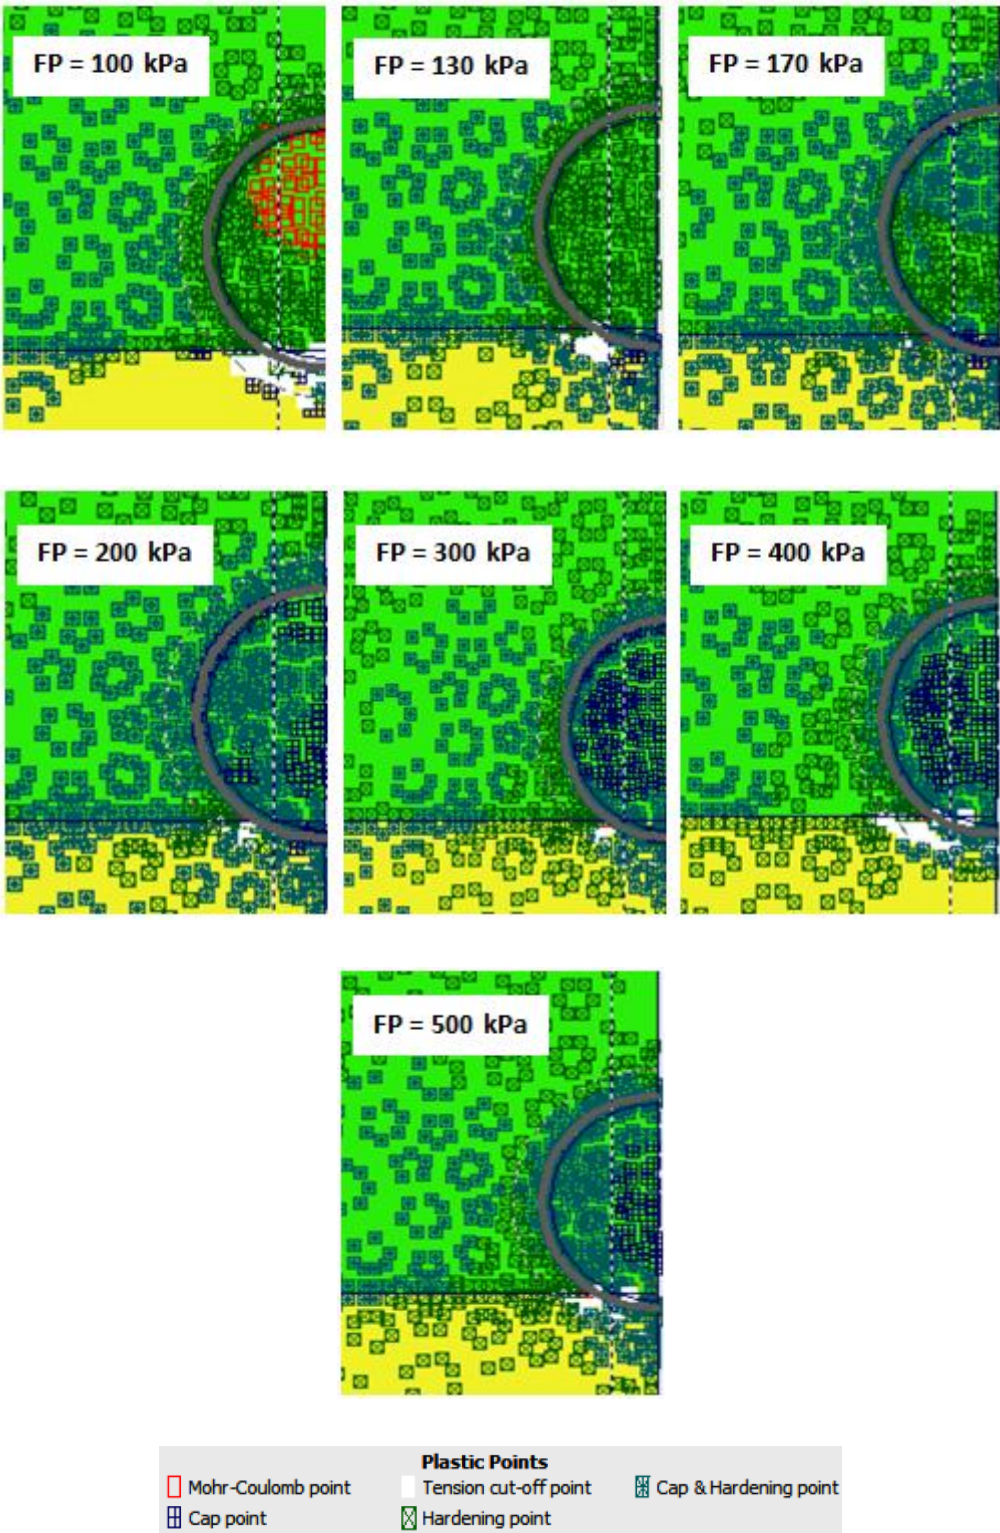 FP = 100 kPa
FP = 130 kPa
FP = 170 kPa
FP = 200 kPa
FP = 300 kPa
FP = 400 kPa
FP = 500 kPa
Plastic Points
Mohr-Coulomb point
Tension cut-off point
Cap & Hardening point
Cap point
Hardening point